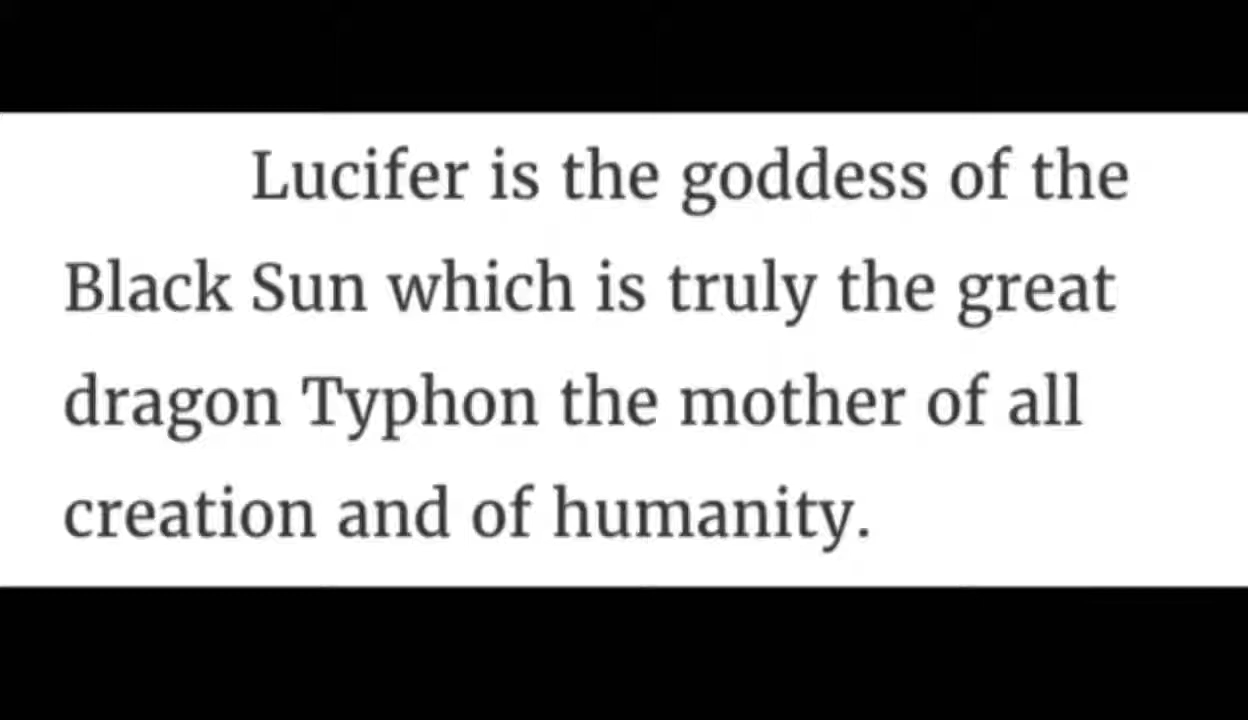 Lucifer is the goddess of the
Black Sun which is truly the great
dragon Typhon the mother of all
creation and of humanity.